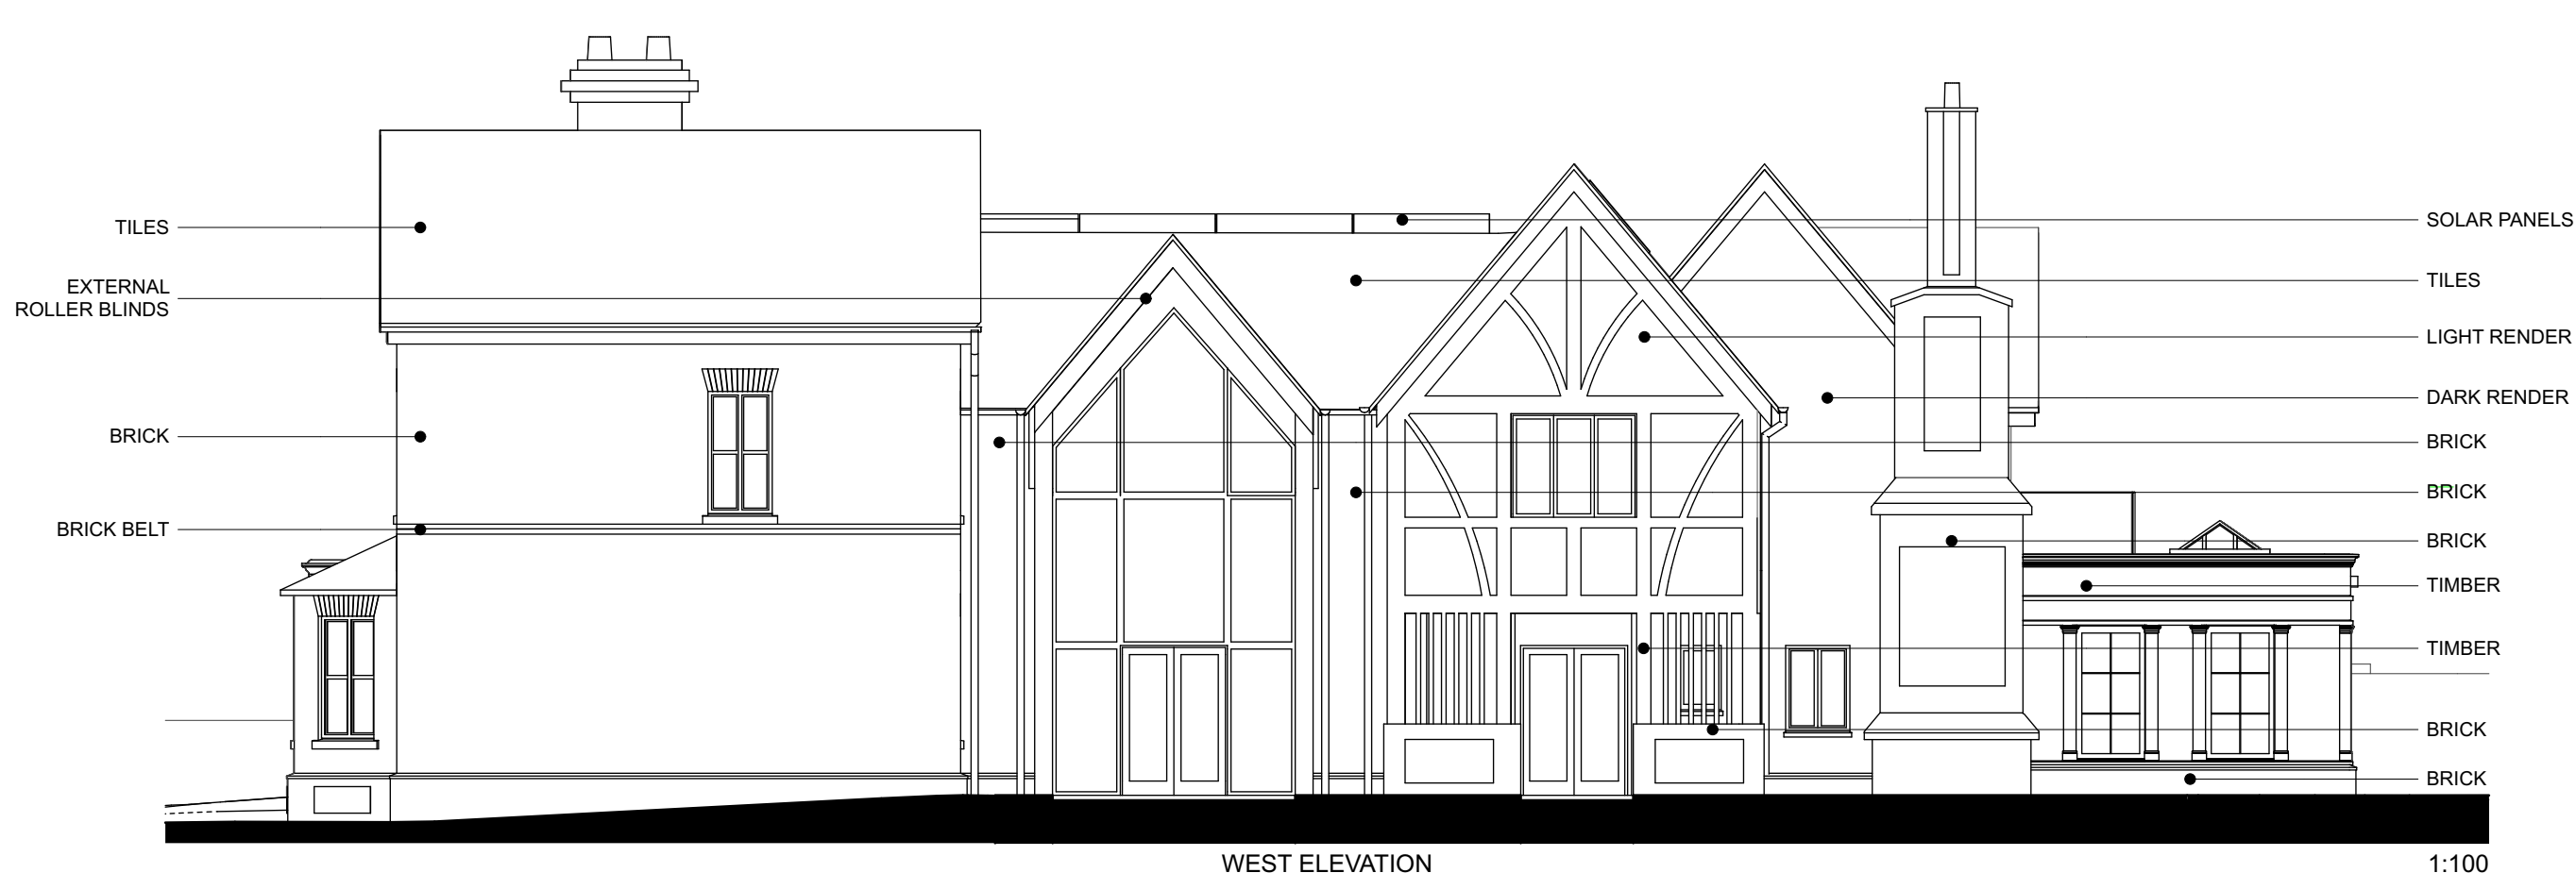 TILES
EXTERNAL
ROLLER BLINDS
BRICK
BRICK BELT
SOLAR PANELS
TILES
LIGHT RENDER
DARK RENDER
BRICK
BRICK
BRICK
TIMBER
TIMBER
BRICK
BRICK
WEST ELEVATION
1:100